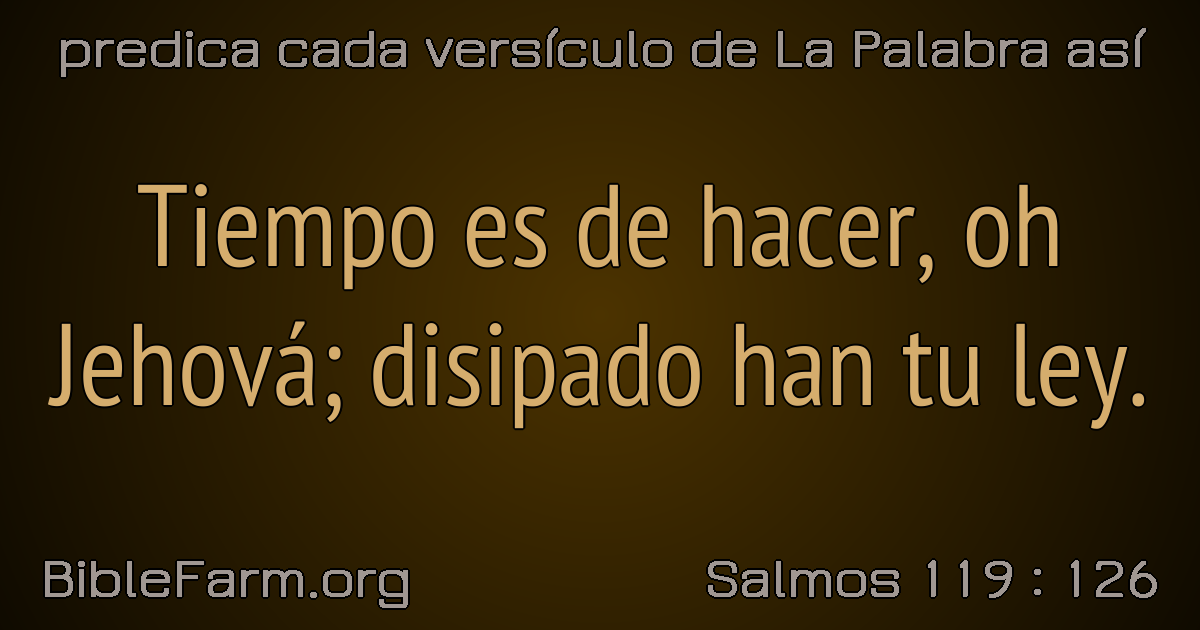 predica cada versículo de La Palabra así
Tiempo es de hacer, oh
Jehová; disipado han tu ley.
BibleFarm.org
Salmos 119 : 126